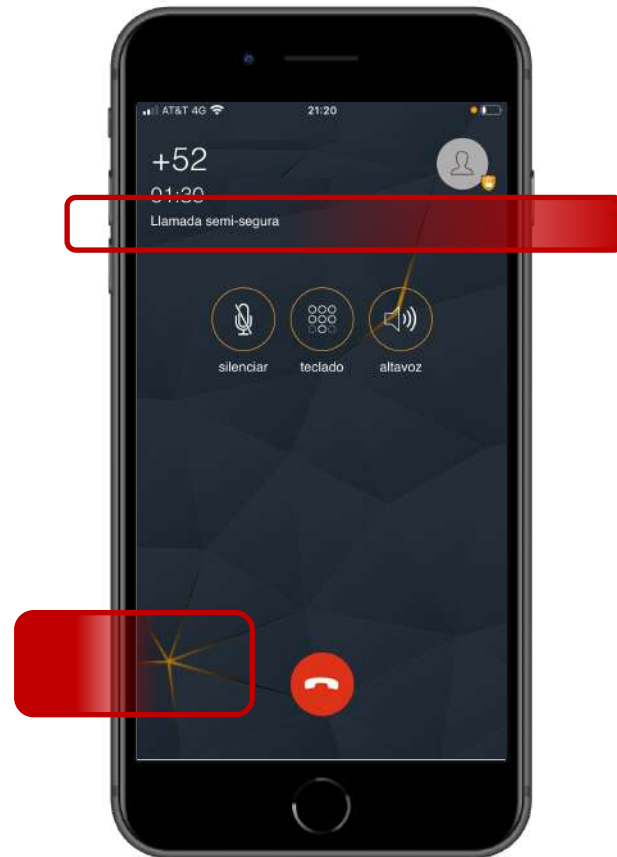 AT&T 4G 21:20
+52
01:30
Llamada semi-segura
silenciar teclado altavoz